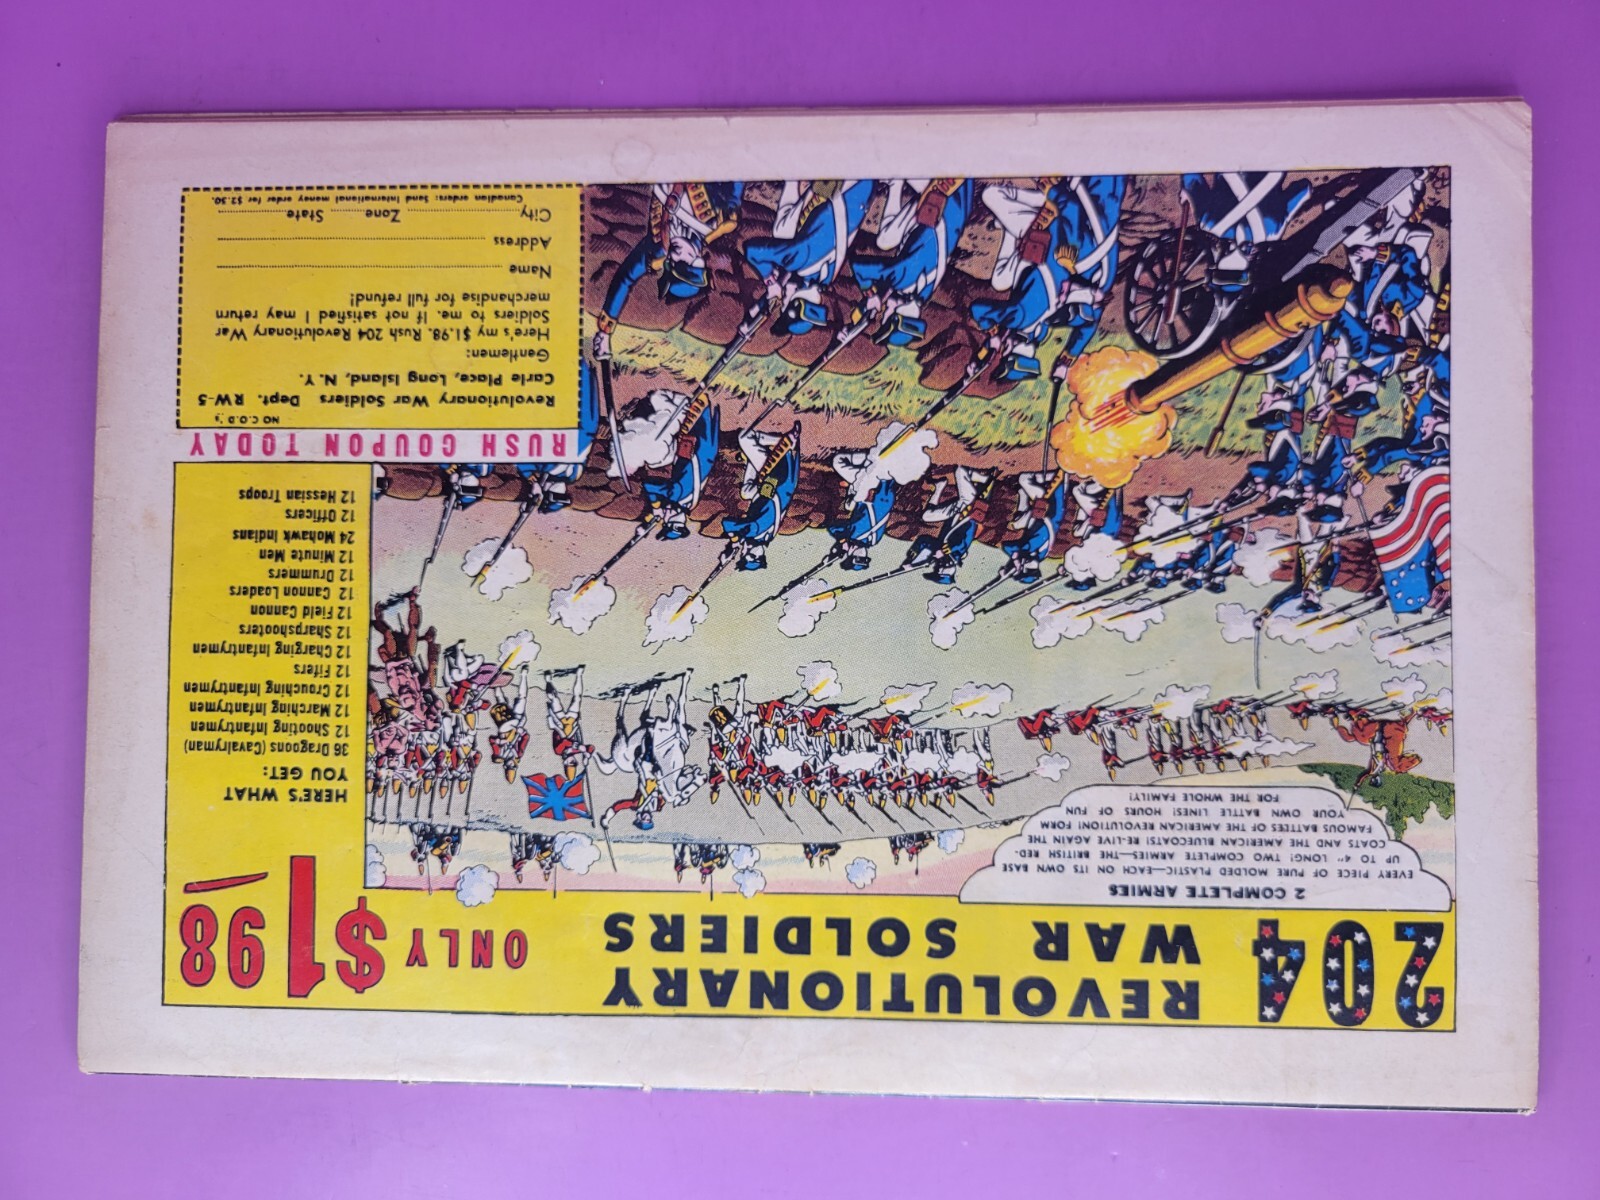 204
REVOLUTIONARY
WAR SOLDIERS
ONLY $1.98
2 COMPLETE ARMIES
EVERY PIECE OF PURE MOLDED PLASTIC—EACH ON ITS OWN BASE
UP TO 4" LONG! TWO COMPLETE ARMIES—THE BRITISH RED-
COATS AND THE AMERICAN BLUECOATS! RE-LIVE AGAIN THE
FAMOUS BATTLES OF THE AMERICAN REVOLUTION! FORM
YOUR OWN BATTLE LINES! HOURS OF FUN
FOR THE WHOLE FAMILY!
HERE'S WHAT
YOU GET:
36 Dragoons (Cavalryman)
12 Shooting Infantrymen
12 Marching Infantrymen
12 Crouching Infantrymen
12 Fifers
12 Charging Infantrymen
12 Sharpshooters
12 Field Cannon
12 Cannon Loaders
12 Drummers
12 Minute Men
24 Mohawk Indians
12 Officers
12 Hessian Troops
RUSH COUPON TODAY
NO C.O.D's
Revolutionary War Soldiers Dept. RW-5
Carle Place, Long Island, N. Y.
Gentlemen:
Here's my $1.98. Rush 204 Revolutionary War
Soldiers to me. If not satisfied I may return
merchandise for full refund!
Name
Address
City Zone State
Canadian orders: Send International money order for $2.50.